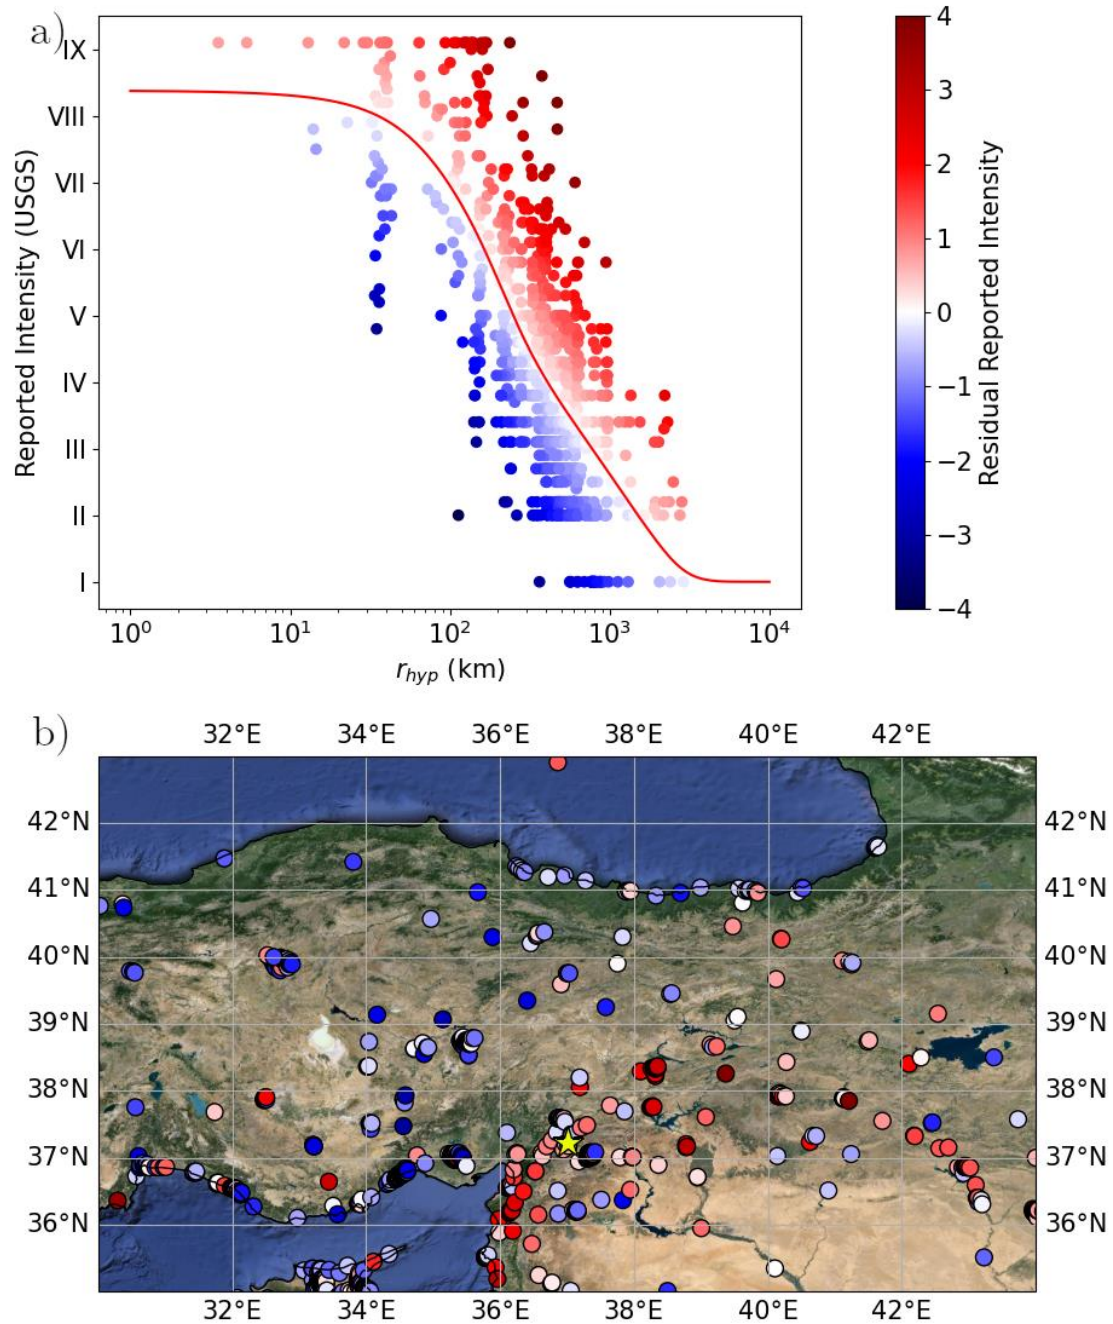 a)
IX
VIII
VII
VI
V
IV
III
II
I
Reported Intensity (USGS)
10⁰ 10¹ 10² 10³ 10⁴
r_hyp (km)
4
3
2
1
0
−1
−2
−3
−4
Residual Reported Intensity
b)
32°E 34°E 36°E 38°E 40°E 42°E
42°N 42°N
41°N 41°N
40°N 40°N
39°N 39°N
38°N 38°N
37°N 37°N
36°N 36°N
32°E 34°E 36°E 38°E 40°E 42°E